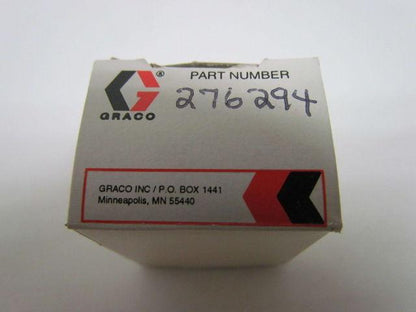 ® PART NUMBER
276294
GRACO
GRACO INC / P.O. BOX 1441
Minneapolis, MN 55440